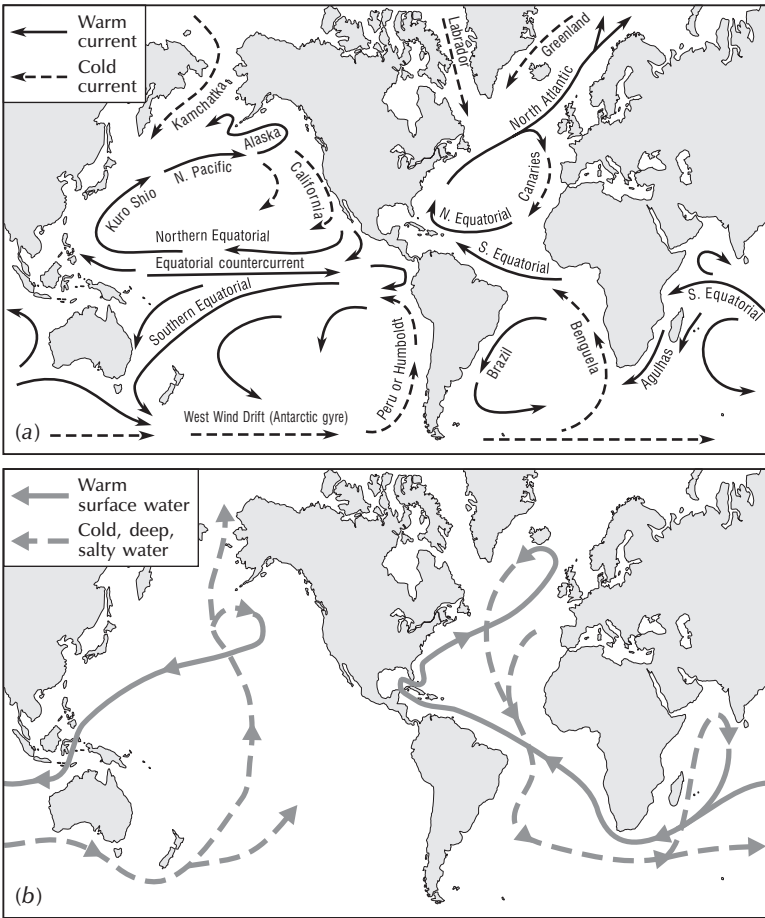 Warm
current
Cold
current
Labrador
Greenland
Kamchatka
Alaska
North Atlantic
N. Pacific
California
Canaries
Kuro Shio
N. Equatorial
Northern Equatorial
S. Equatorial
Equatorial countercurrent
Southern Equatorial
S. Equatorial
Peru or Humboldt
Brazil
Benguela
Agulhas
West Wind Drift (Antarctic gyre)
(a)
Warm
surface water
Cold, deep,
salty water
(b)